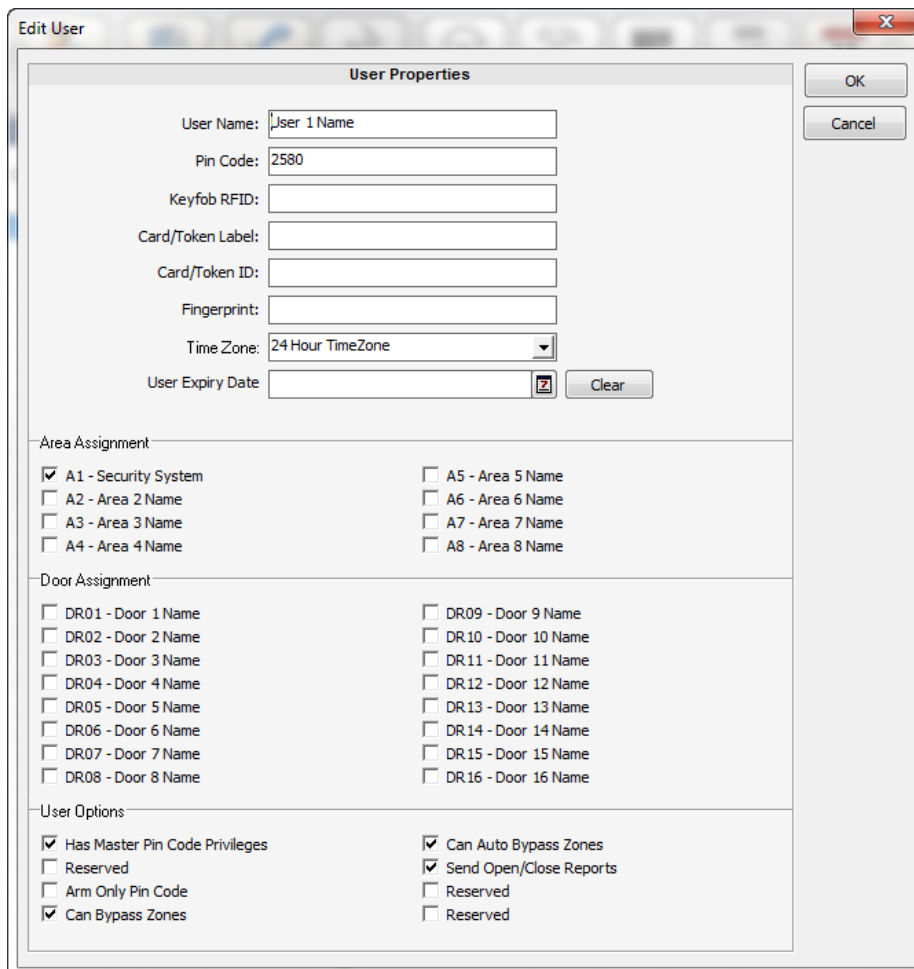 Edit User
User Properties
OK
User Name: User 1 Name
Cancel
Pin Code: 2580
Keyfob RFID:
Card/Token Label:
Card/Token ID:
Fingerprint:
Time Zone: 24 Hour TimeZone
User Expiry Date
Clear
Area Assignment
A1 - Security System
A2 - Area 2 Name
A3 - Area 3 Name
A4 - Area 4 Name
A5 - Area 5 Name
A6 - Area 6 Name
A7 - Area 7 Name
A8 - Area 8 Name
Door Assignment
DR01 - Door 1 Name
DR02 - Door 2 Name
DR03 - Door 3 Name
DR04 - Door 4 Name
DR05 - Door 5 Name
DR06 - Door 6 Name
DR07 - Door 7 Name
DR08 - Door 8 Name
DR09 - Door 9 Name
DR10 - Door 10 Name
DR11 - Door 11 Name
DR12 - Door 12 Name
DR13 - Door 13 Name
DR14 - Door 14 Name
DR15 - Door 15 Name
DR16 - Door 16 Name
User Options
Has Master Pin Code Privileges
Reserved
Arm Only Pin Code
Can Bypass Zones
Can Auto Bypass Zones
Send Open/Close Reports
Reserved
Reserved